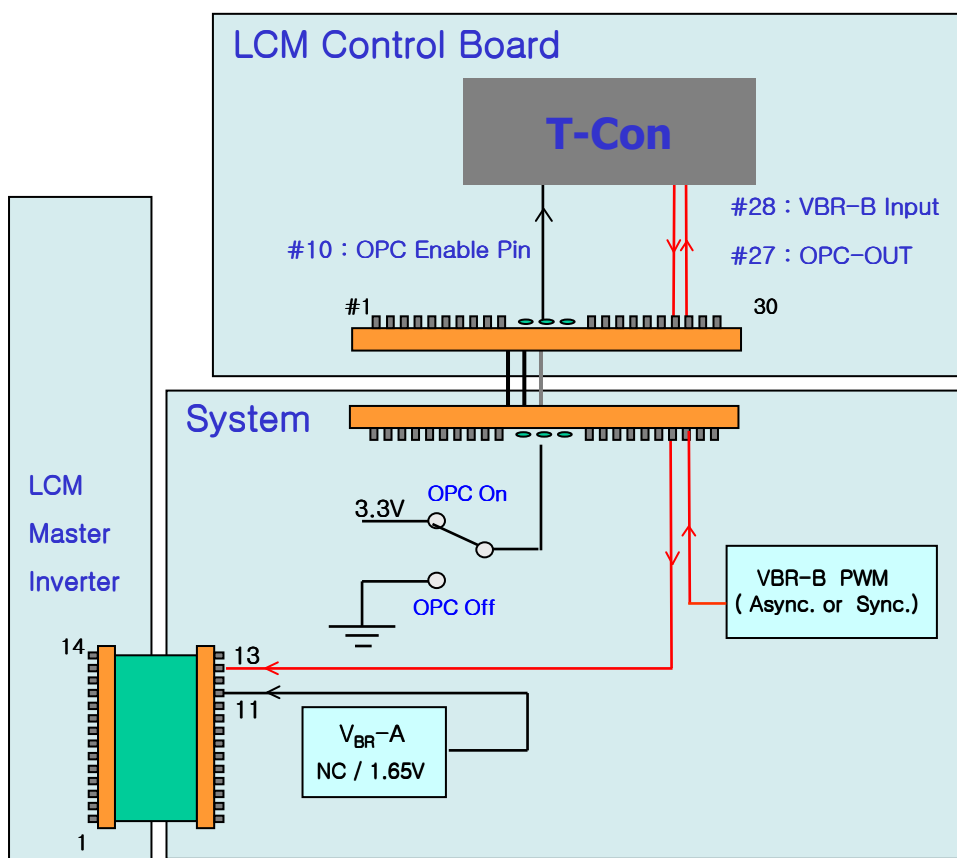 LCM Control Board
T-Con
#28 : VBR-B Input
#10 : OPC Enable Pin
#27 : OPC-OUT
#1
30
System
LCM
Master
Inverter
OPC On
3.3V
OPC Off
VBR-B PWM
( Async. or Sync.)
14
13
11
VBR-A
NC / 1.65V
1